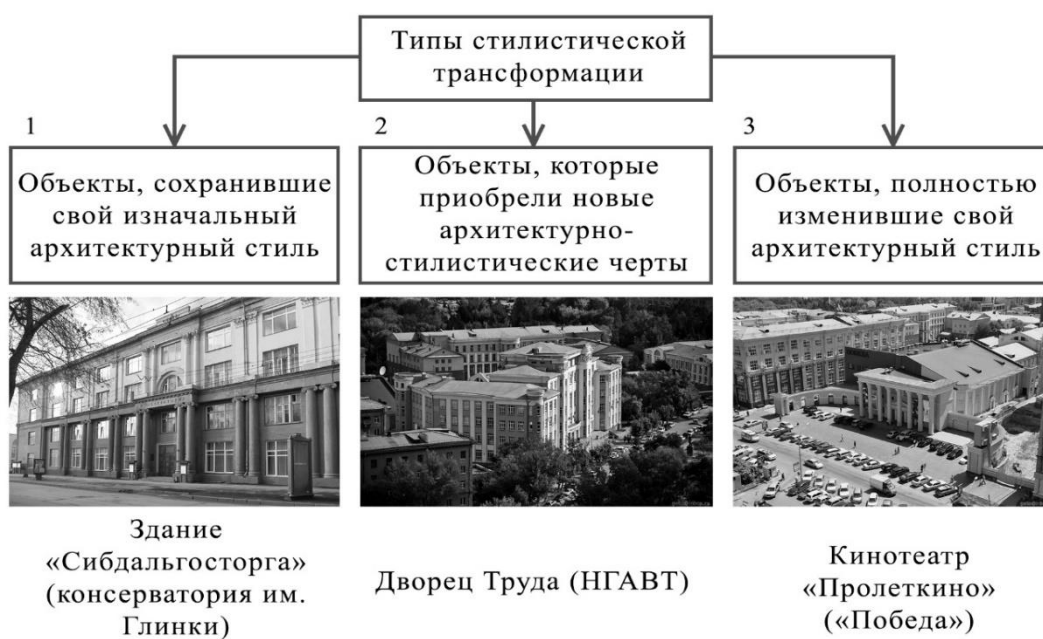 Типы стилистической
трансформации
1
Объекты, сохранившие
свой изначальный
архитектурный стиль
2
Объекты, которые
приобрели новые
архитектурно-
стилистические черты
3
Объекты, полностью
изменившие свой
архитектурный стиль
Здание
«Сибдальгосторга»
(консерватория им.
Глинки)
Дворец Труда (НГАВТ)
Кинотеатр
«Пролеткино»
(«Победа»)